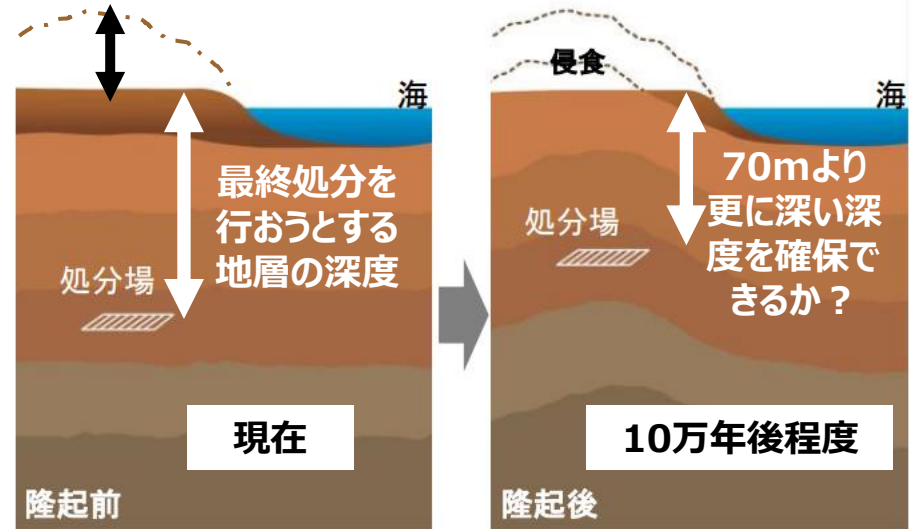 海
最終処分を
行おうとする
地層の深度
処分場
現在
隆起前
侵食
海
70mより
更に深い深
度を確保で
きるか？
処分場
10万年後程度
隆起後